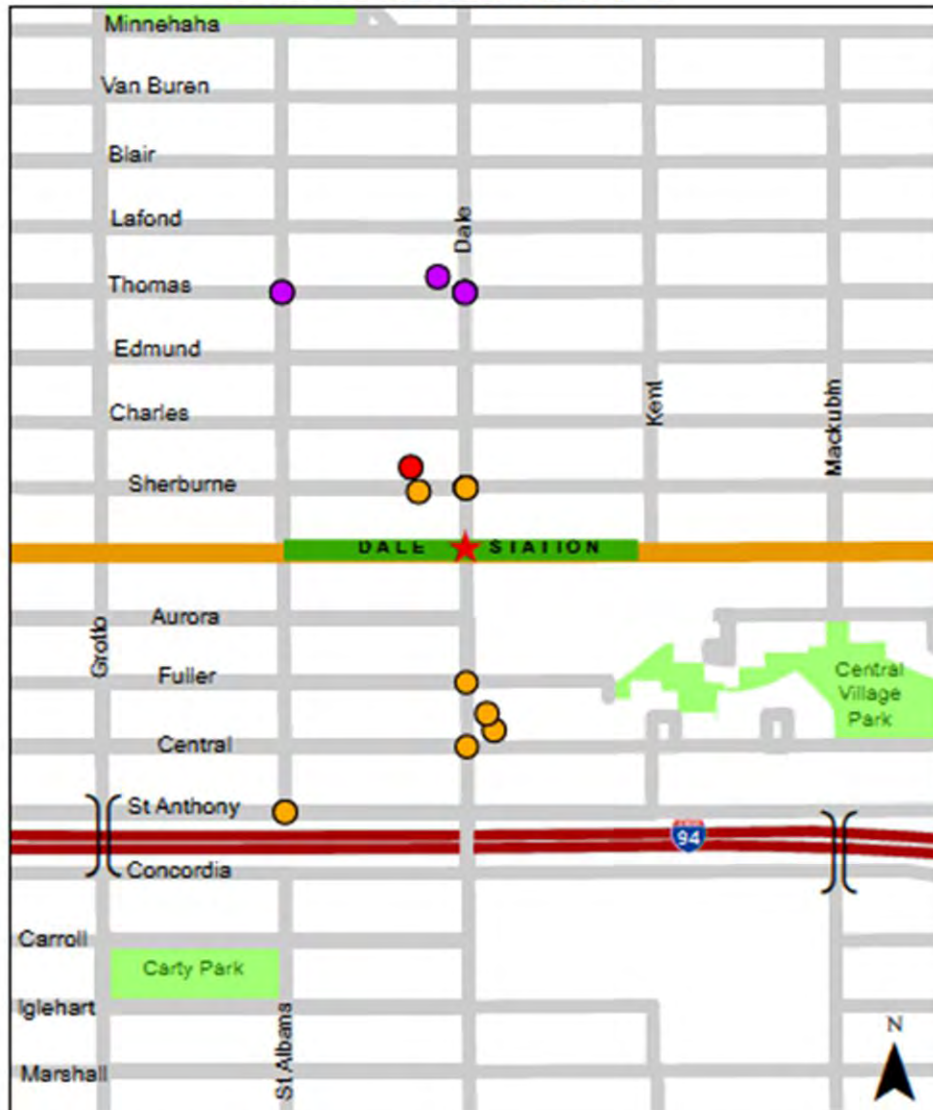 Minnehaha
Van Buren
Blair
Lafond
Dale
Thomas
Edmund
Charles
Kent
Mackubin
Sherburne
DALE STATION
Aurora
Grotto
Fuller
Central
Village
Park
Central
St Anthony
94
Concordia
Carroll
Carty Park
Iglehart
St Albans
N
Marshall